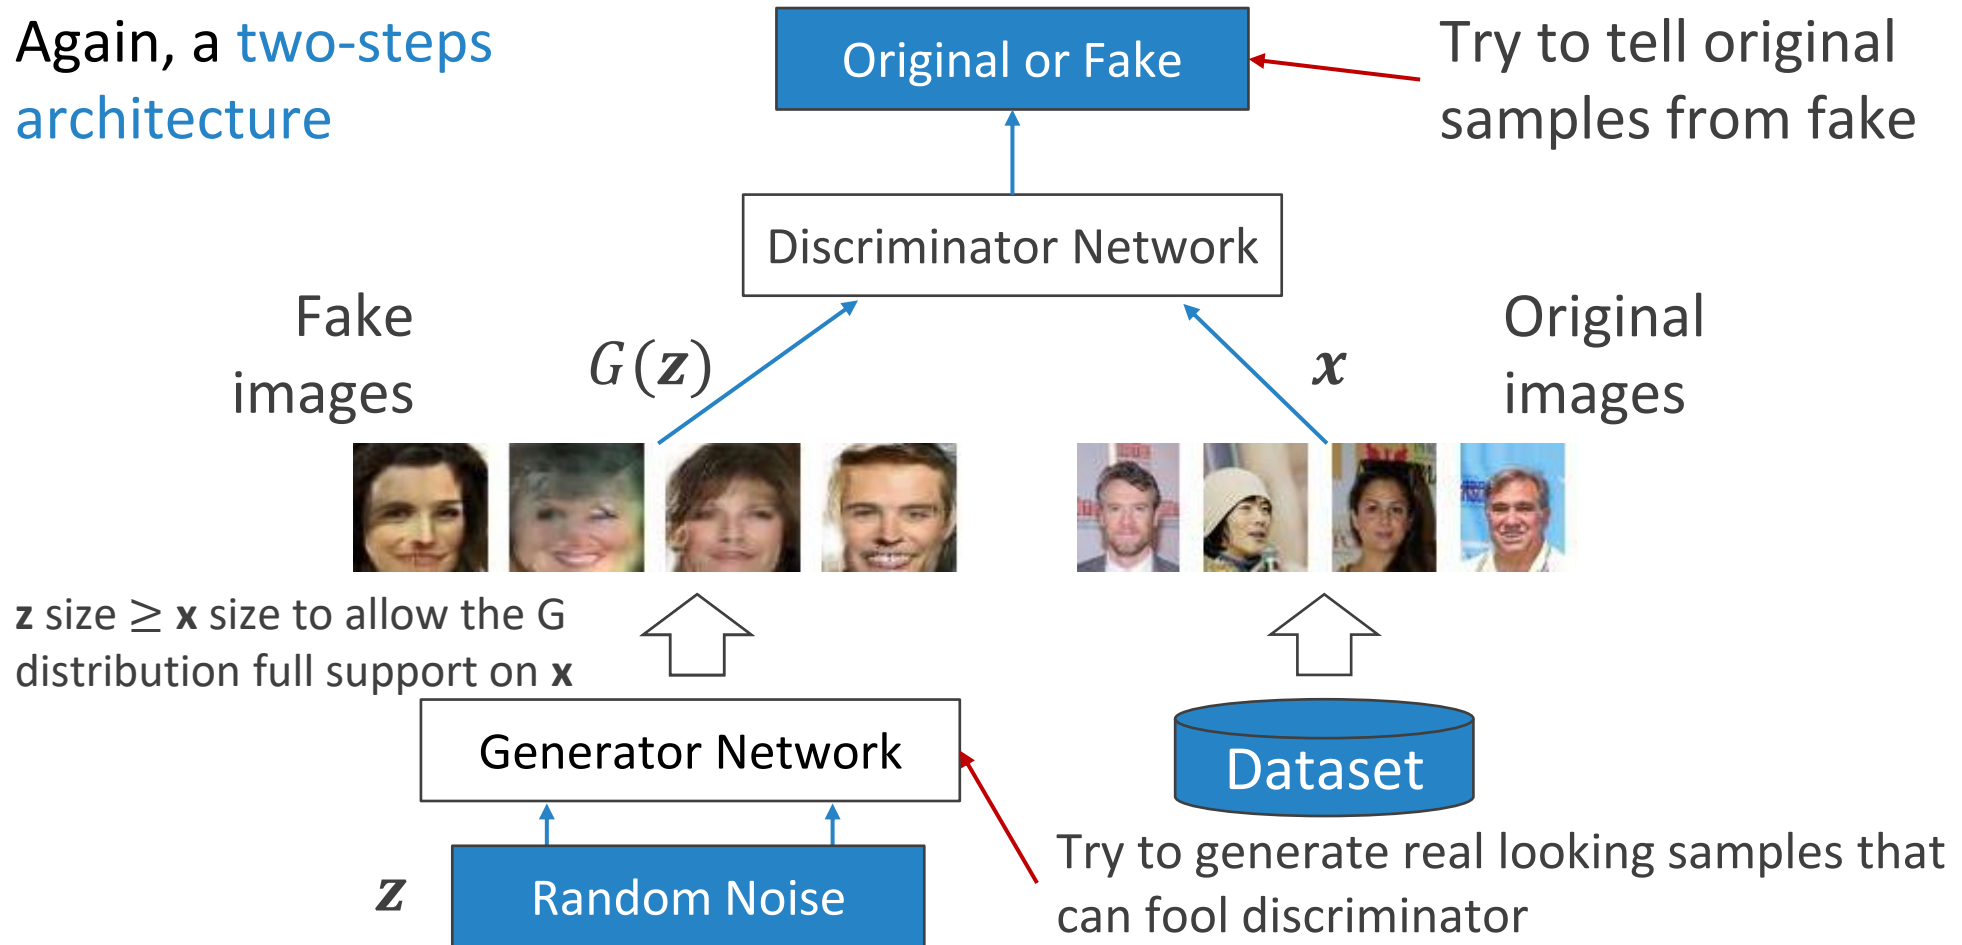 Again, a two-steps
architecture
Original or Fake
Try to tell original
samples from fake
Discriminator Network
Fake
images
G(z)
x
Original
images
z size ≥ x size to allow the G
distribution full support on x
Generator Network
Dataset
z
Random Noise
Try to generate real looking samples that
can fool discriminator